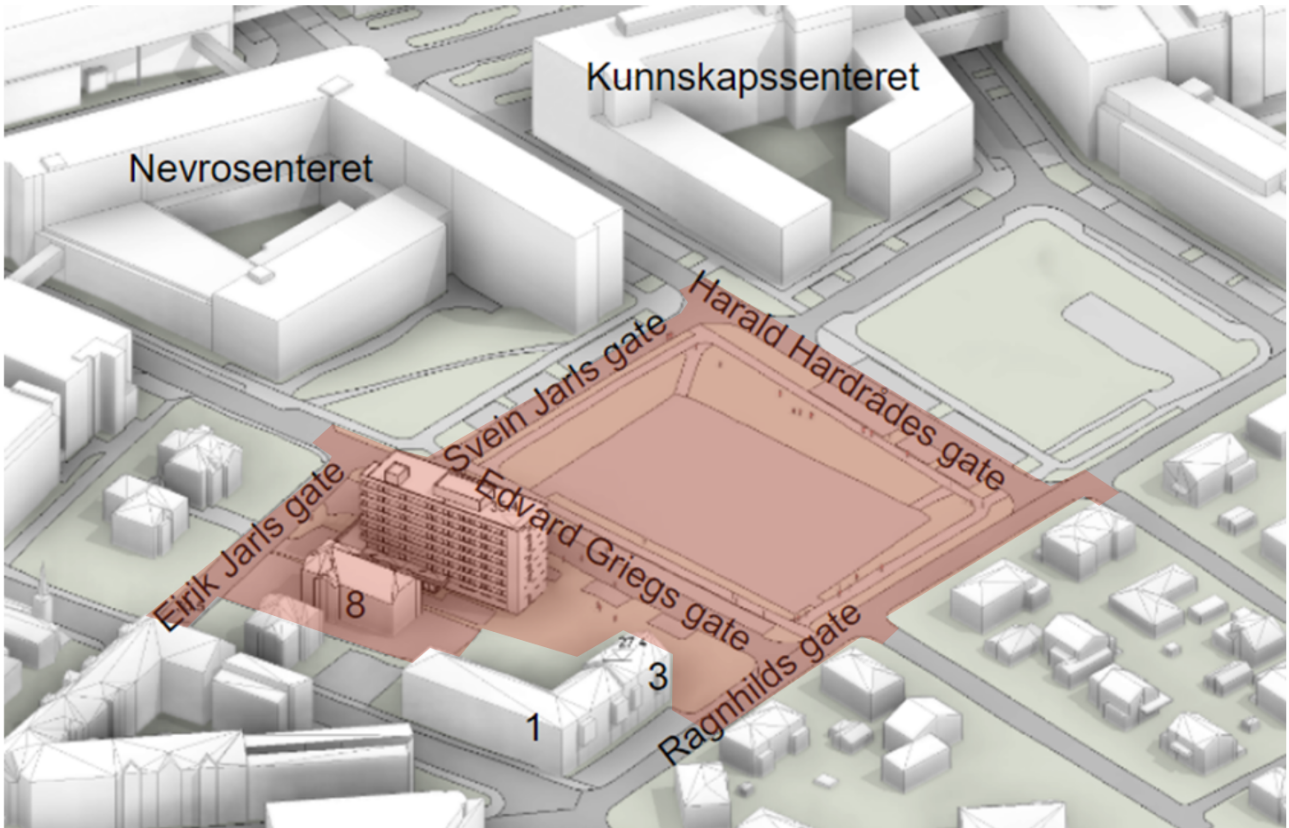 Kunnskapssenteret
Nevrosenteret
Harald Hardrådes gate
Svein Jarls gate
Edvard Griegs gate
Eirik Jarls gate
8
3
1
Ragnhilds gate